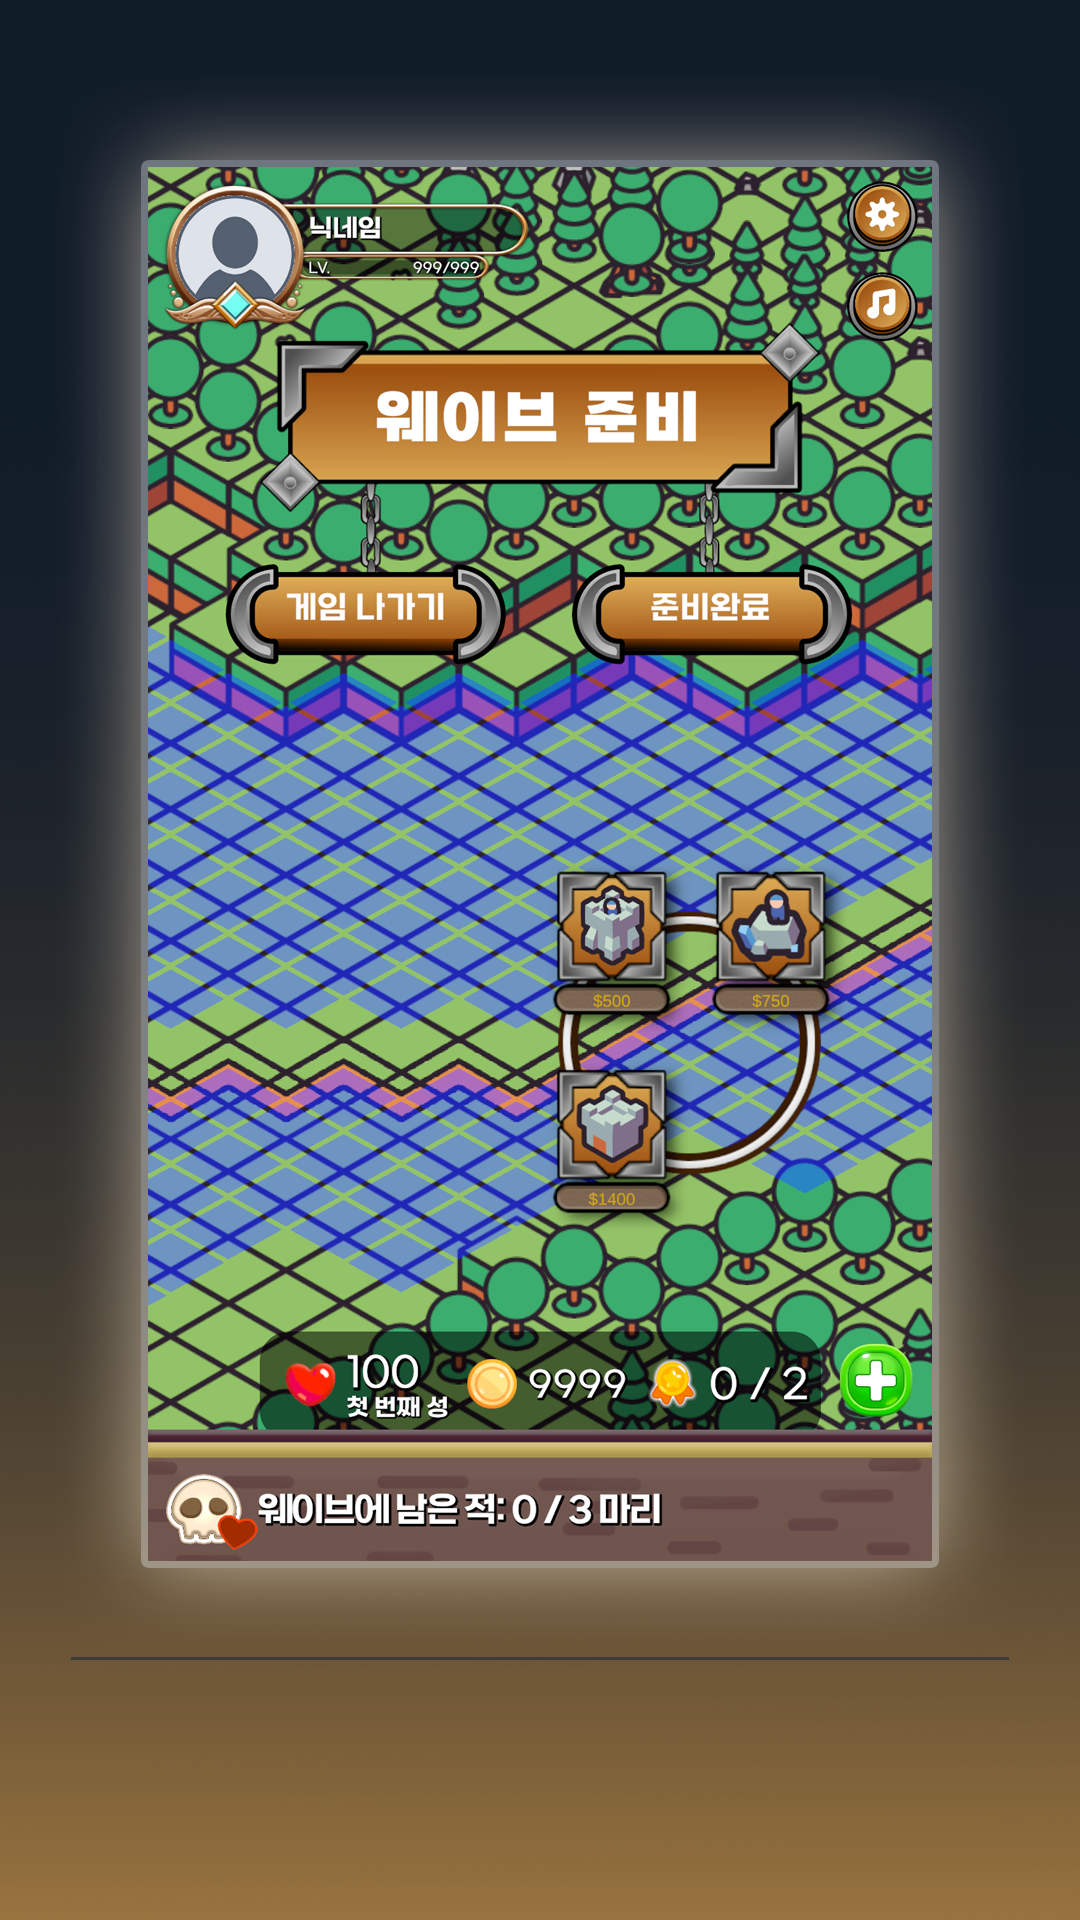 닉네임
LV. 999/999
웨이브 준비
게임 나가기
준비완료
$500
$750
$1400
100
첫 번째 성
9999
0 / 2
웨이브에 남은 적: 0 / 3 마리